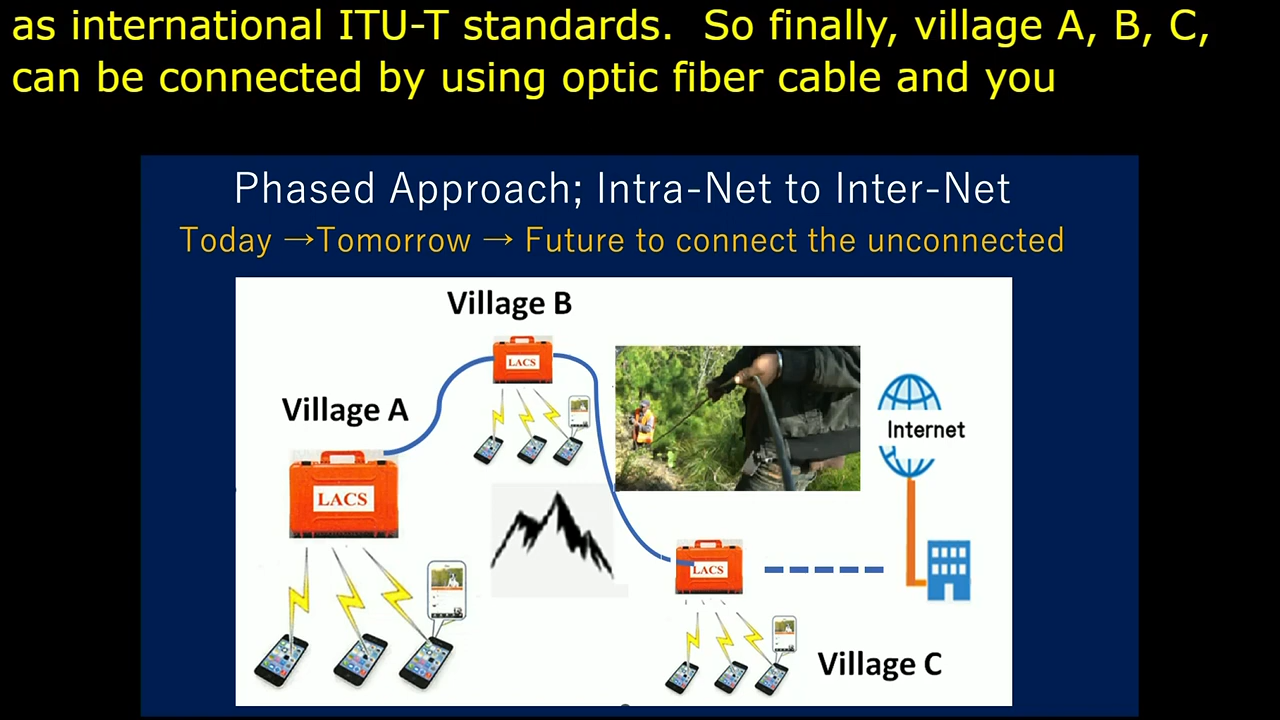 as international ITU-T standards.  So finally, village A, B, C,
can be connected by using optic fiber cable and you
Phased Approach; Intra-Net to Inter-Net
Today →Tomorrow → Future to connect the unconnected
Village B
LACS
Village A
Internet
LACS
LACS
Village C